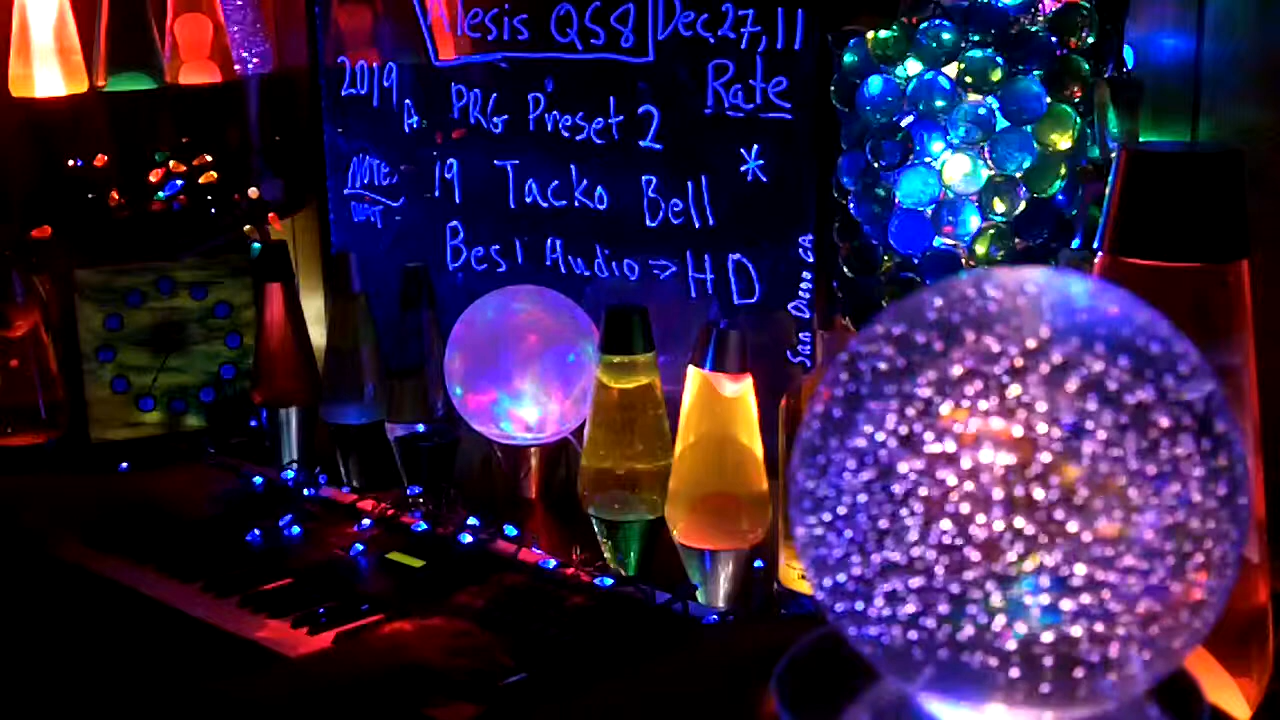 Alesis QS8 Dec.27,11
2019 Rate
A. PRG Preset 2
NOTE:
19 Tacko Bell *
Best Audio => HD
San Diego CA